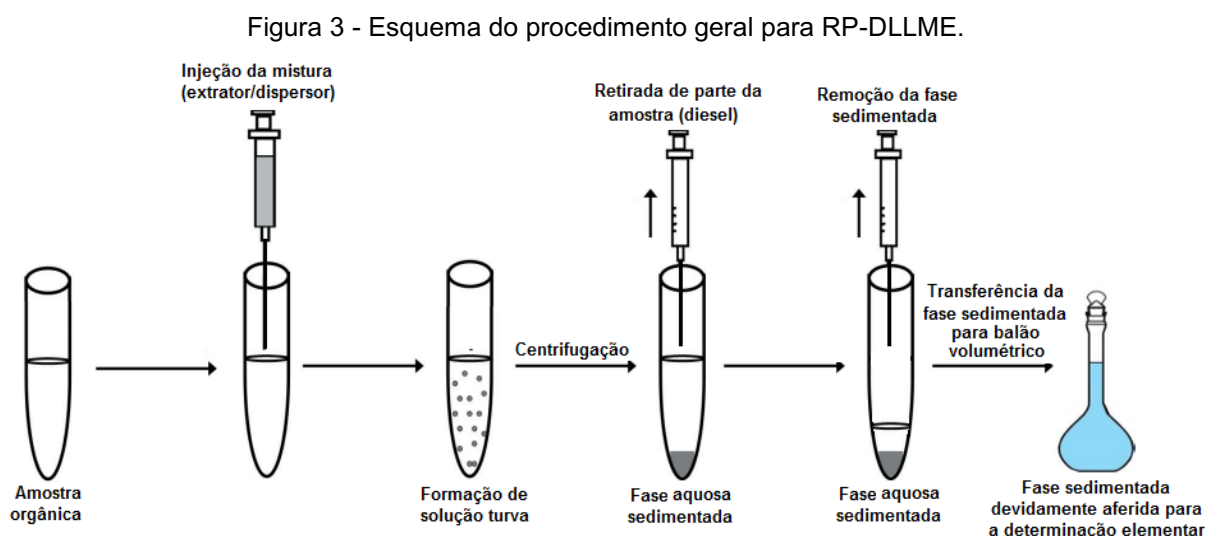 Figura 3 - Esquema do procedimento geral para RP-DLLME.
Injeção da mistura
(extrator/dispersor)
Retirada de parte da
amostra (diesel)
Remoção da fase
sedimentada
Centrifugação
Transferência da
fase sedimentada
para balão
volumétrico
Amostra
orgânica
Formação de
solução turva
Fase aquosa
sedimentada
Fase aquosa
sedimentada
Fase sedimentada
devidamente aferida para
a determinação elementar